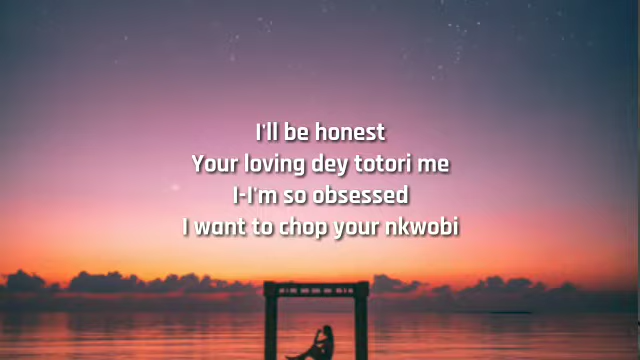 I'll be honest
Your loving dey totori me
I-I'm so obsessed
I want to chop your nkwobi